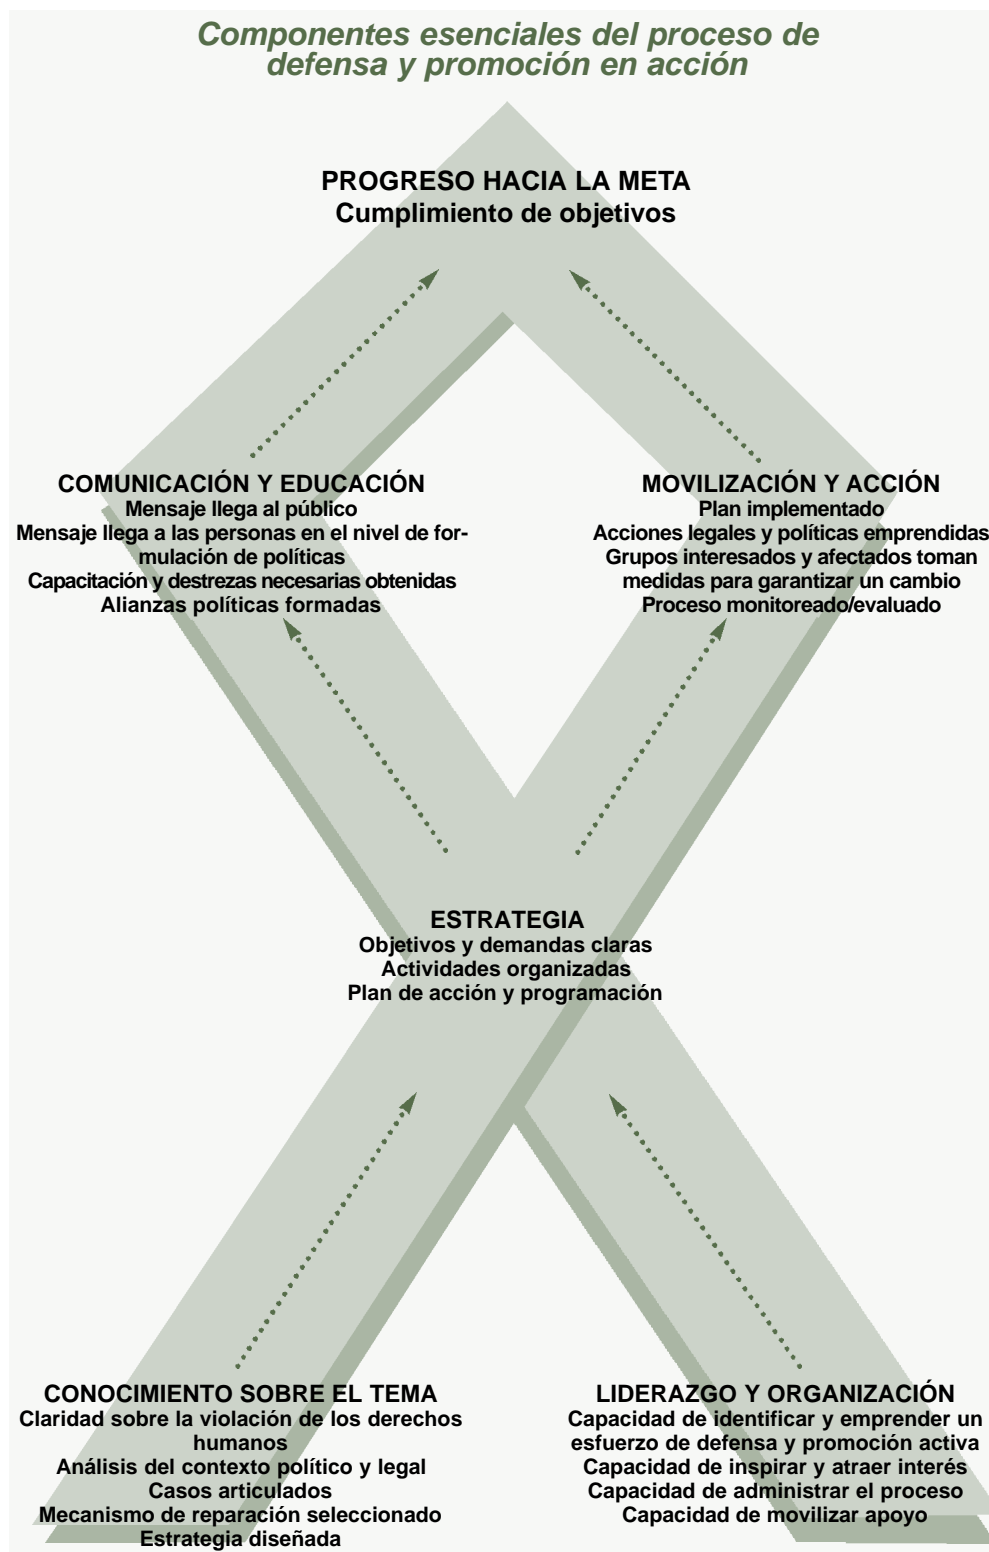 Componentes esenciales del proceso de
defensa y promoción en acción
PROGRESO HACIA LA META
Cumplimiento de objetivos
COMUNICACIÓN Y EDUCACIÓN
Mensaje llega al público
Mensaje llega a las personas en el nivel de for-
mulación de políticas
Capacitación y destrezas necesarias obtenidas
Alianzas políticas formadas
MOVILIZACIÓN Y ACCIÓN
Plan implementado
Acciones legales y políticas emprendidas
Grupos interesados y afectados toman
medidas para garantizar un cambio
Proceso monitoreado/evaluado
ESTRATEGIA
Objetivos y demandas claras
Actividades organizadas
Plan de acción y programación
CONOCIMIENTO SOBRE EL TEMA
Claridad sobre la violación de los derechos
humanos
Análisis del contexto político y legal
Casos articulados
Mecanismo de reparación seleccionado
Estrategia diseñada
LIDERAZGO Y ORGANIZACIÓN
Capacidad de identificar y emprender un
esfuerzo de defensa y promoción activa
Capacidad de inspirar y atraer interés
Capacidad de administrar el proceso
Capacidad de movilizar apoyo